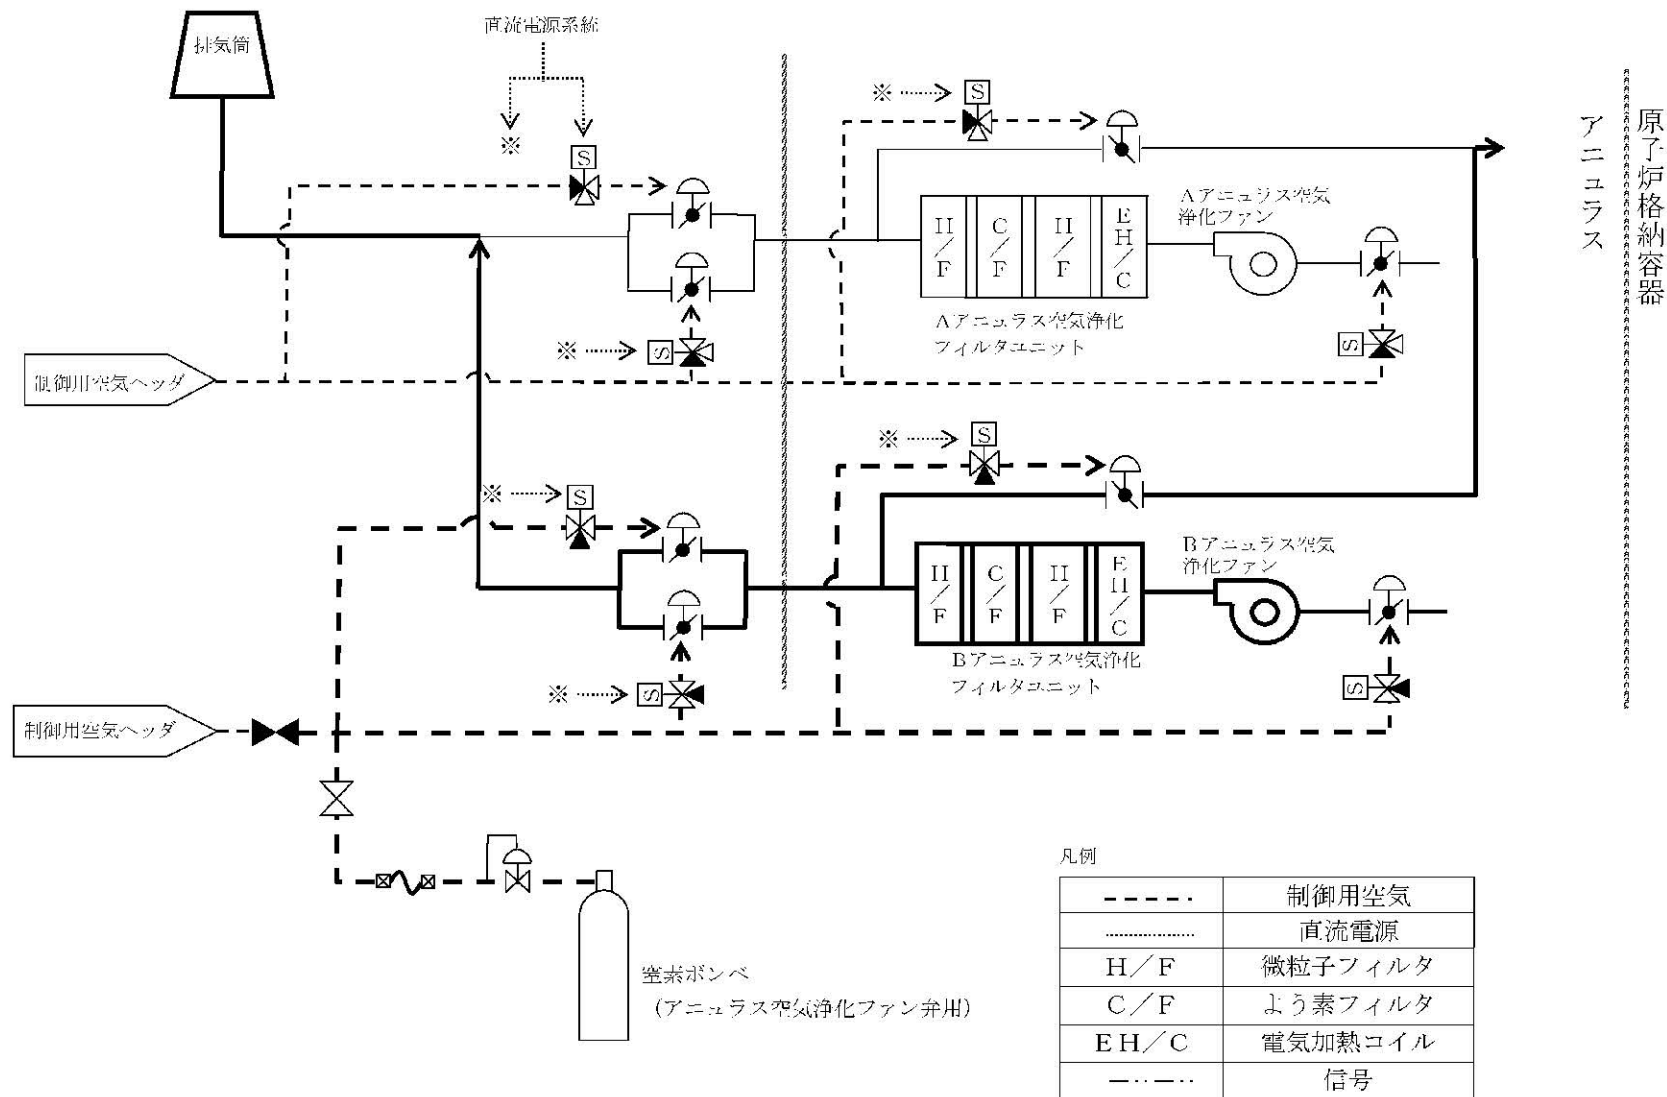 排気筒
直流電源系統
※
S
※
S
アニュラス
原子炉格納容器
S
Aアニュラス空気
浄化ファン
H/F
C/F
H/F
EH/C
Aアニュラス空気浄化
フィルタユニット
※
S
S
制御用空気ヘッダ
※
S
※
S
Bアニュラス空気
浄化ファン
H/F
C/F
H/F
EH/C
Bアニュラス空気浄化
フィルタユニット
※
S
S
制御用空気ヘッダ
窒素ボンベ
(アニュラス空気浄化ファン弁用)
凡例
制御用空気
直流電源
H/F 微粒子フィルタ
C/F よう素フィルタ
EH/C 電気加熱コイル
信号